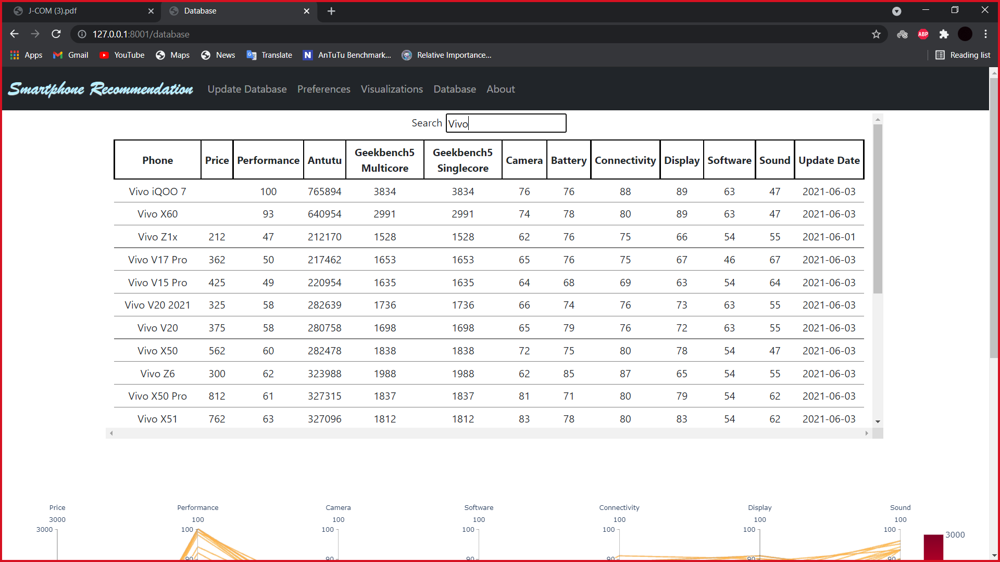 J-COM (3).pdf Database
127.0.0.1:8001/database
ABP
Apps Gmail YouTube Maps News Translate N AnTuTu Benchmark... Relative Importance... Reading list
Smartphone Recommendation Update Database Preferences Visualizations Database About
Search Vivo
Phone Price Performance Antutu Geekbench5 Multicore Geekbench5 Singlecore Camera Battery Connectivity Display Software Sound Update Date
Vivo iQOO 7 100 765894 3834 3834 76 76 88 89 63 47 2021-06-03
Vivo X60 93 640954 2991 2991 74 78 80 89 63 47 2021-06-03
Vivo Z1x 212 47 212170 1528 1528 62 76 75 66 54 55 2021-06-01
Vivo V17 Pro 362 50 217462 1653 1653 65 76 75 67 46 67 2021-06-03
Vivo V15 Pro 425 49 220954 1635 1635 64 68 69 63 54 64 2021-06-03
Vivo V20 2021 325 58 282639 1736 1736 66 74 76 73 63 55 2021-06-03
Vivo V20 375 58 280758 1698 1698 65 79 76 72 63 55 2021-06-03
Vivo X50 562 60 282478 1838 1838 72 75 80 78 54 47 2021-06-03
Vivo Z6 300 62 323988 1988 1988 62 85 87 65 54 55 2021-06-03
Vivo X50 Pro 812 61 327315 1837 1837 81 71 80 79 54 62 2021-06-03
Vivo X51 762 63 327096 1812 1812 83 78 80 83 54 62 2021-06-03
Price Performance Camera Software Connectivity Display Sound
3000 100 100 100 100 100 100
3000 100 100 100 100 100 100 3000
90 90 90 90 90 90